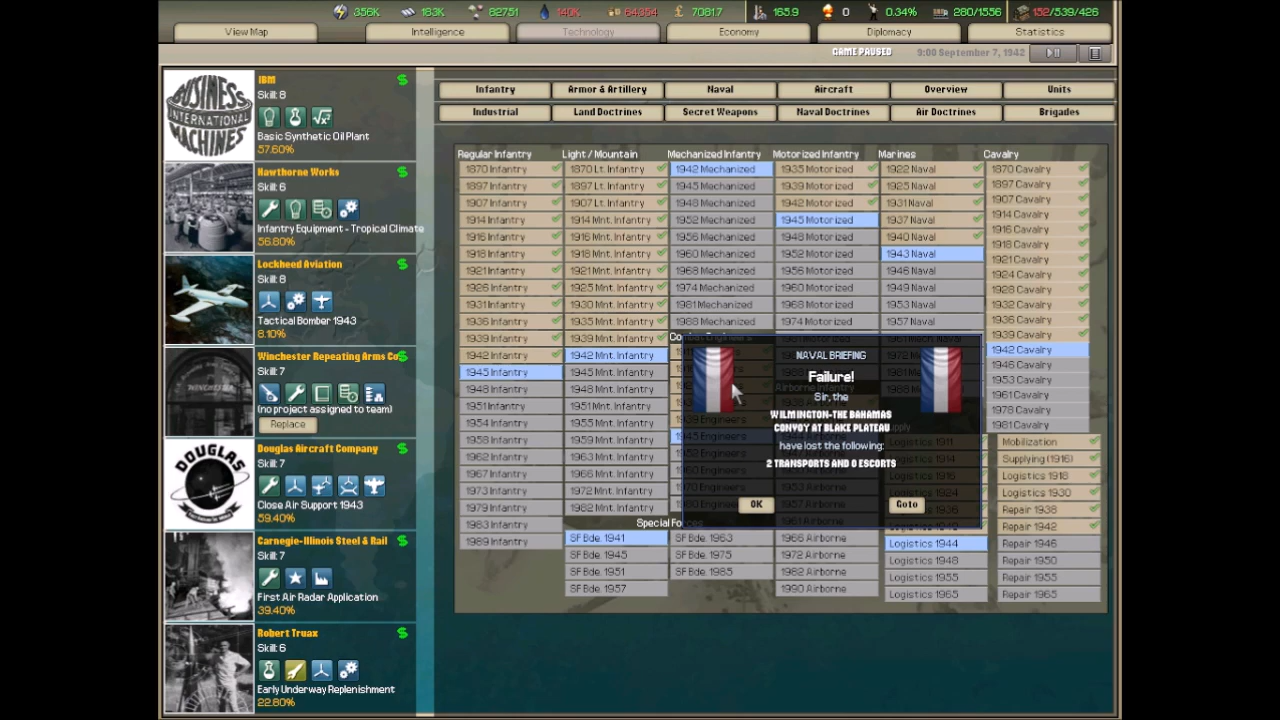 356K 183K 82751 140K 64354 70817 165.9 0 0.34% 280/1556 152/539/426
View Map Intelligence Technology Economy Diplomacy Statistics
GAME PAUSED 9:00 September 7, 1942
BUSINESS INTERNATIONAL MACHINES
IBM
Skill: 8
Basic Synthetic Oil Plant
57.60%
Hawthorne Works
Skill: 6
Infantry Equipment - Tropical Climate
56.80%
Lockheed Aviation
Skill: 8
Tactical Bomber 1943
8.10%
Winchester Repeating Arms Co
Skill: 7
(no project assigned to team)
Replace
DOUGLAS
Douglas Aircraft Company
Skill: 7
Close Air Support 1943
59.40%
Carnegie-Illinois Steel & Rail
Skill: 7
First Air Radar Application
39.40%
Robert Truax
Skill: 6
Early Underway Replenishment
22.80%
Infantry Armor & Artillery Naval Aircraft Overview Units
Industrial Land Doctrines Secret Weapons Naval Doctrines Air Doctrines Brigades
Regular Infantry
1870 Infantry
1897 Infantry
1907 Infantry
1914 Infantry
1916 Infantry
1918 Infantry
1921 Infantry
1926 Infantry
1931 Infantry
1936 Infantry
1939 Infantry
1942 Infantry
1945 Infantry
1948 Infantry
1951 Infantry
1954 Infantry
1958 Infantry
1962 Infantry
1967 Infantry
1973 Infantry
1979 Infantry
1983 Infantry
1989 Infantry
Light / Mountain
1870 Lt. Infantry
1897 Lt. Infantry
1907 Lt. Infantry
1914 Mnt. Infantry
1916 Mnt. Infantry
1918 Mnt. Infantry
1921 Mnt. Infantry
1925 Mnt. Infantry
1930 Mnt. Infantry
1935 Mnt. Infantry
1939 Mnt. Infantry
1942 Mnt. Infantry
1945 Mnt. Infantry
1948 Mnt. Infantry
1951 Mnt. Infantry
1955 Mnt. Infantry
1959 Mnt. Infantry
1963 Mnt. Infantry
1966 Mnt. Infantry
1972 Mnt. Infantry
1982 Mnt. Infantry
Special Forces
SF Bde. 1941
SF Bde. 1945
SF Bde. 1951
SF Bde. 1957
SF Bde. 1963
SF Bde. 1975
SF Bde. 1985
Mechanized Infantry
1942 Mechanized
1945 Mechanized
1948 Mechanized
1952 Mechanized
1956 Mechanized
1960 Mechanized
1968 Mechanized
1974 Mechanized
1981 Mechanized
1988 Mechanized
Motorized Infantry
1935 Motorized
1939 Motorized
1942 Motorized
1945 Motorized
1948 Motorized
1952 Motorized
1956 Motorized
1960 Motorized
1968 Motorized
1974 Motorized
1966 Airborne
1972 Airborne
1982 Airborne
1990 Airborne
Marines
1922 Naval
1925 Naval
1931 Naval
1937 Naval
1940 Naval
1943 Naval
1946 Naval
1949 Naval
1953 Naval
1957 Naval
Logistics 1944
Logistics 1948
Logistics 1955
Logistics 1965
Cavalry
1870 Cavalry
1897 Cavalry
1907 Cavalry
1914 Cavalry
1916 Cavalry
1918 Cavalry
1921 Cavalry
1924 Cavalry
1928 Cavalry
1932 Cavalry
1936 Cavalry
1939 Cavalry
1942 Cavalry
1946 Cavalry
1953 Cavalry
1961 Cavalry
1978 Cavalry
1981 Cavalry
Mobilization
Supplying (1916)
Logistics 1918
Logistics 1930
Repair 1938
Repair 1942
Repair 1946
Repair 1950
Repair 1955
Repair 1965
NAVAL BRIEFING
Failure!
Sir, the
WILMINGTON-THE BAHAMAS
CONVOY AT BLAKE PLATEAU
have lost the following:
2 TRANSPORTS AND 0 ESCORTS
OK Goto